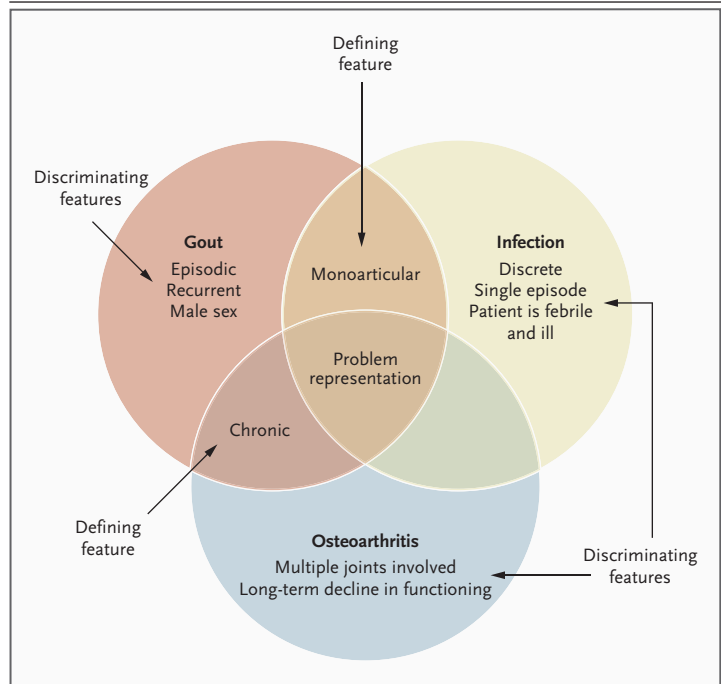 Defining
feature
Discriminating
features
Gout
Episodic
Recurrent
Male sex
Monoarticular
Infection
Discrete
Single episode
Patient is febrile
and ill
Problem
representation
Chronic
Defining
feature
Osteoarthritis
Multiple joints involved
Long-term decline in functioning
Discriminating
features